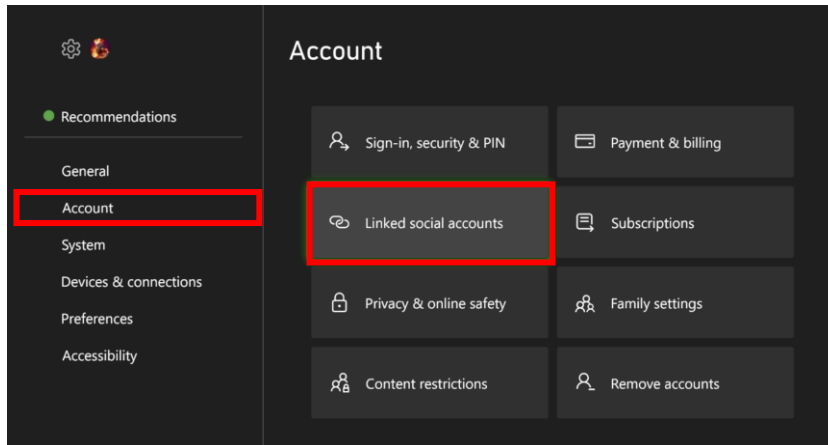 Account
Recommendations
General
Account
System
Devices & connections
Preferences
Accessibility
Sign-in, security & PIN
Payment & billing
Linked social accounts
Subscriptions
Privacy & online safety
Family settings
Content restrictions
Remove accounts